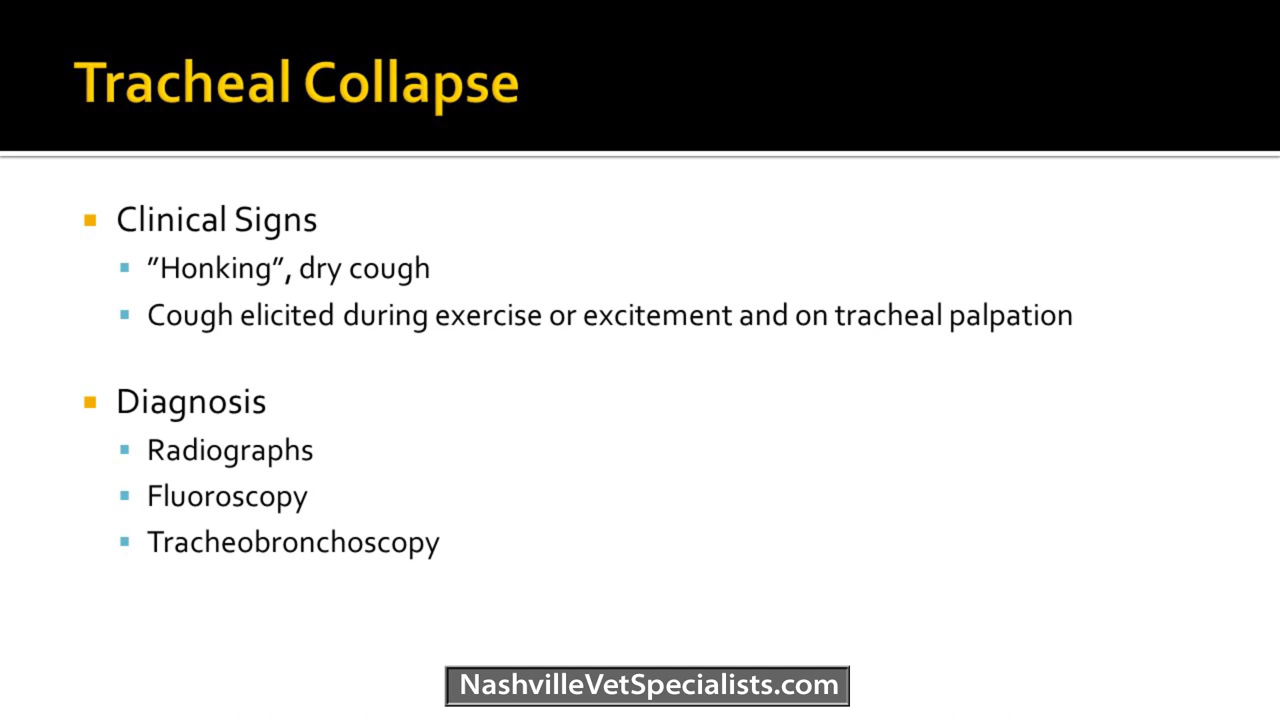 Tracheal Collapse
Clinical Signs
"Honking", dry cough
Cough elicited during exercise or excitement and on tracheal palpation
Diagnosis
Radiographs
Fluoroscopy
Tracheobronchoscopy
NashvilleVetSpecialists.com